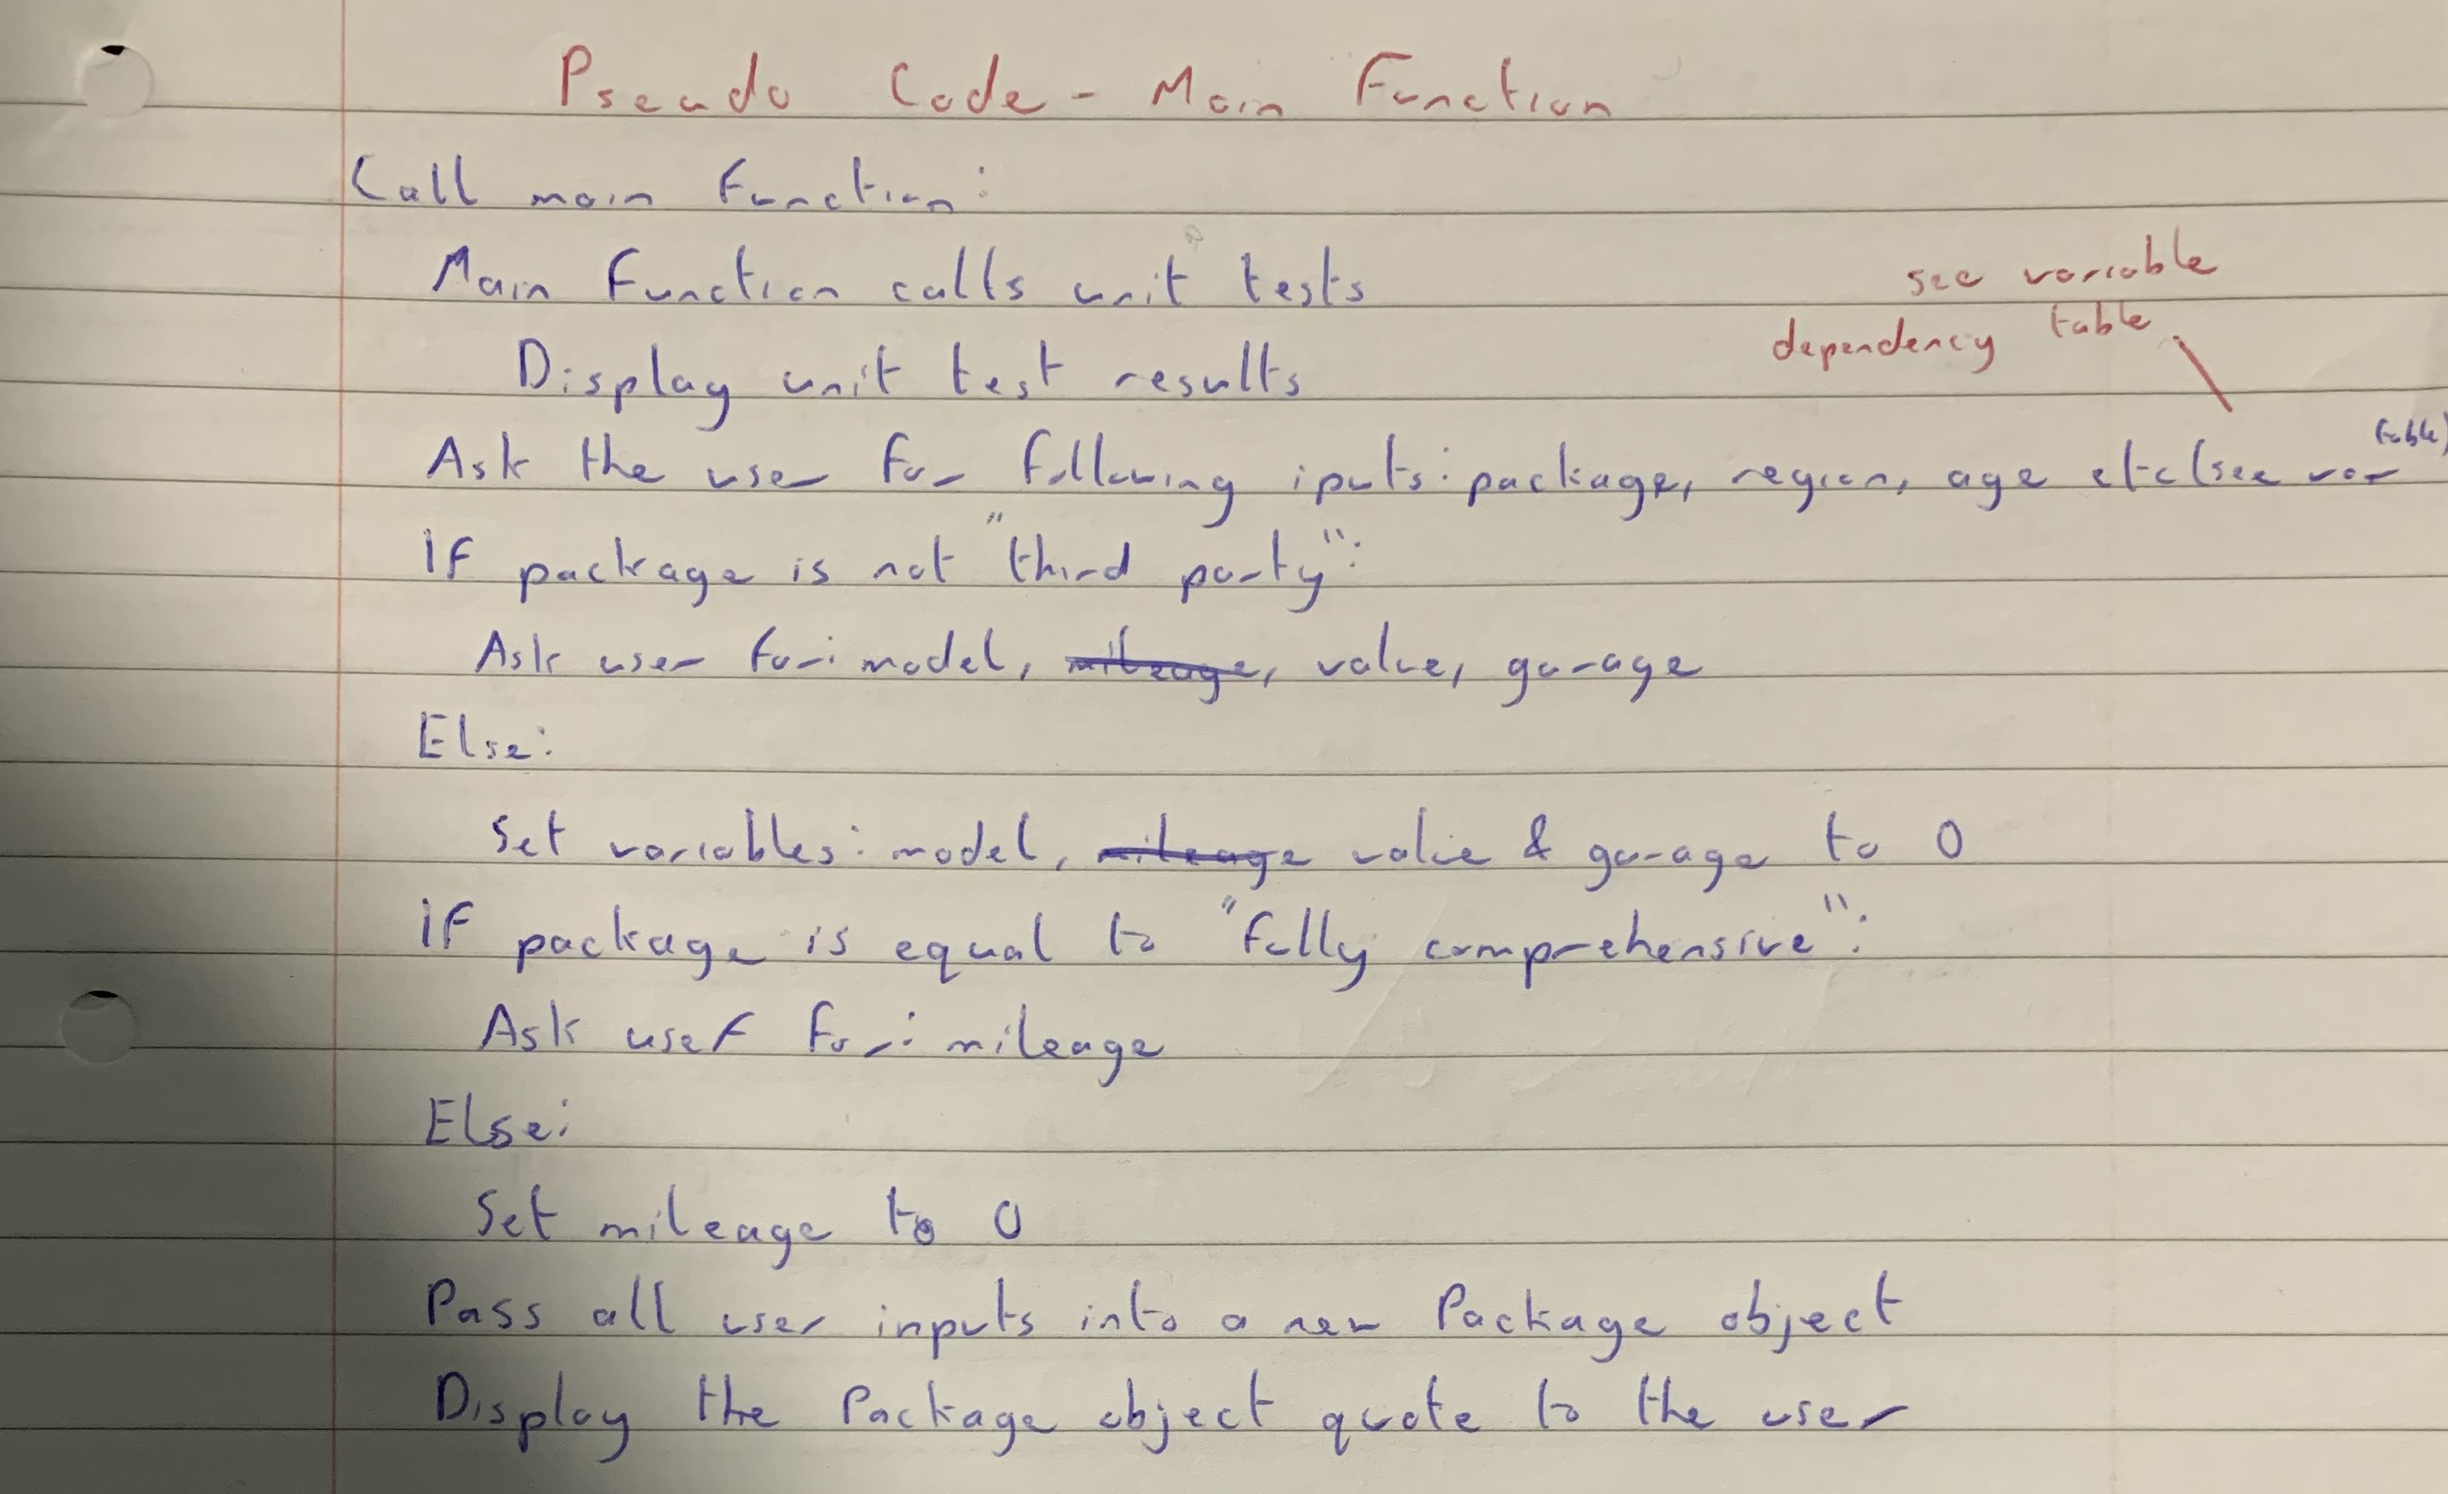 Pseudo Code - Main Function
Call main function:
Main function calls unit tests
see variable
dependency table
Display unit test results
Ask the user for following iputs: package, region, age etc (see var table)
If package is not "third party":
Ask user for: model, mileage, value, garage
Else:
Set variables: model, mileage value & garage to 0
If package is equal to "fully comprehensive":
Ask user for: mileage
Else:
Set mileage to 0
Pass all user inputs into a new Package object
Display the Package object quote to the user